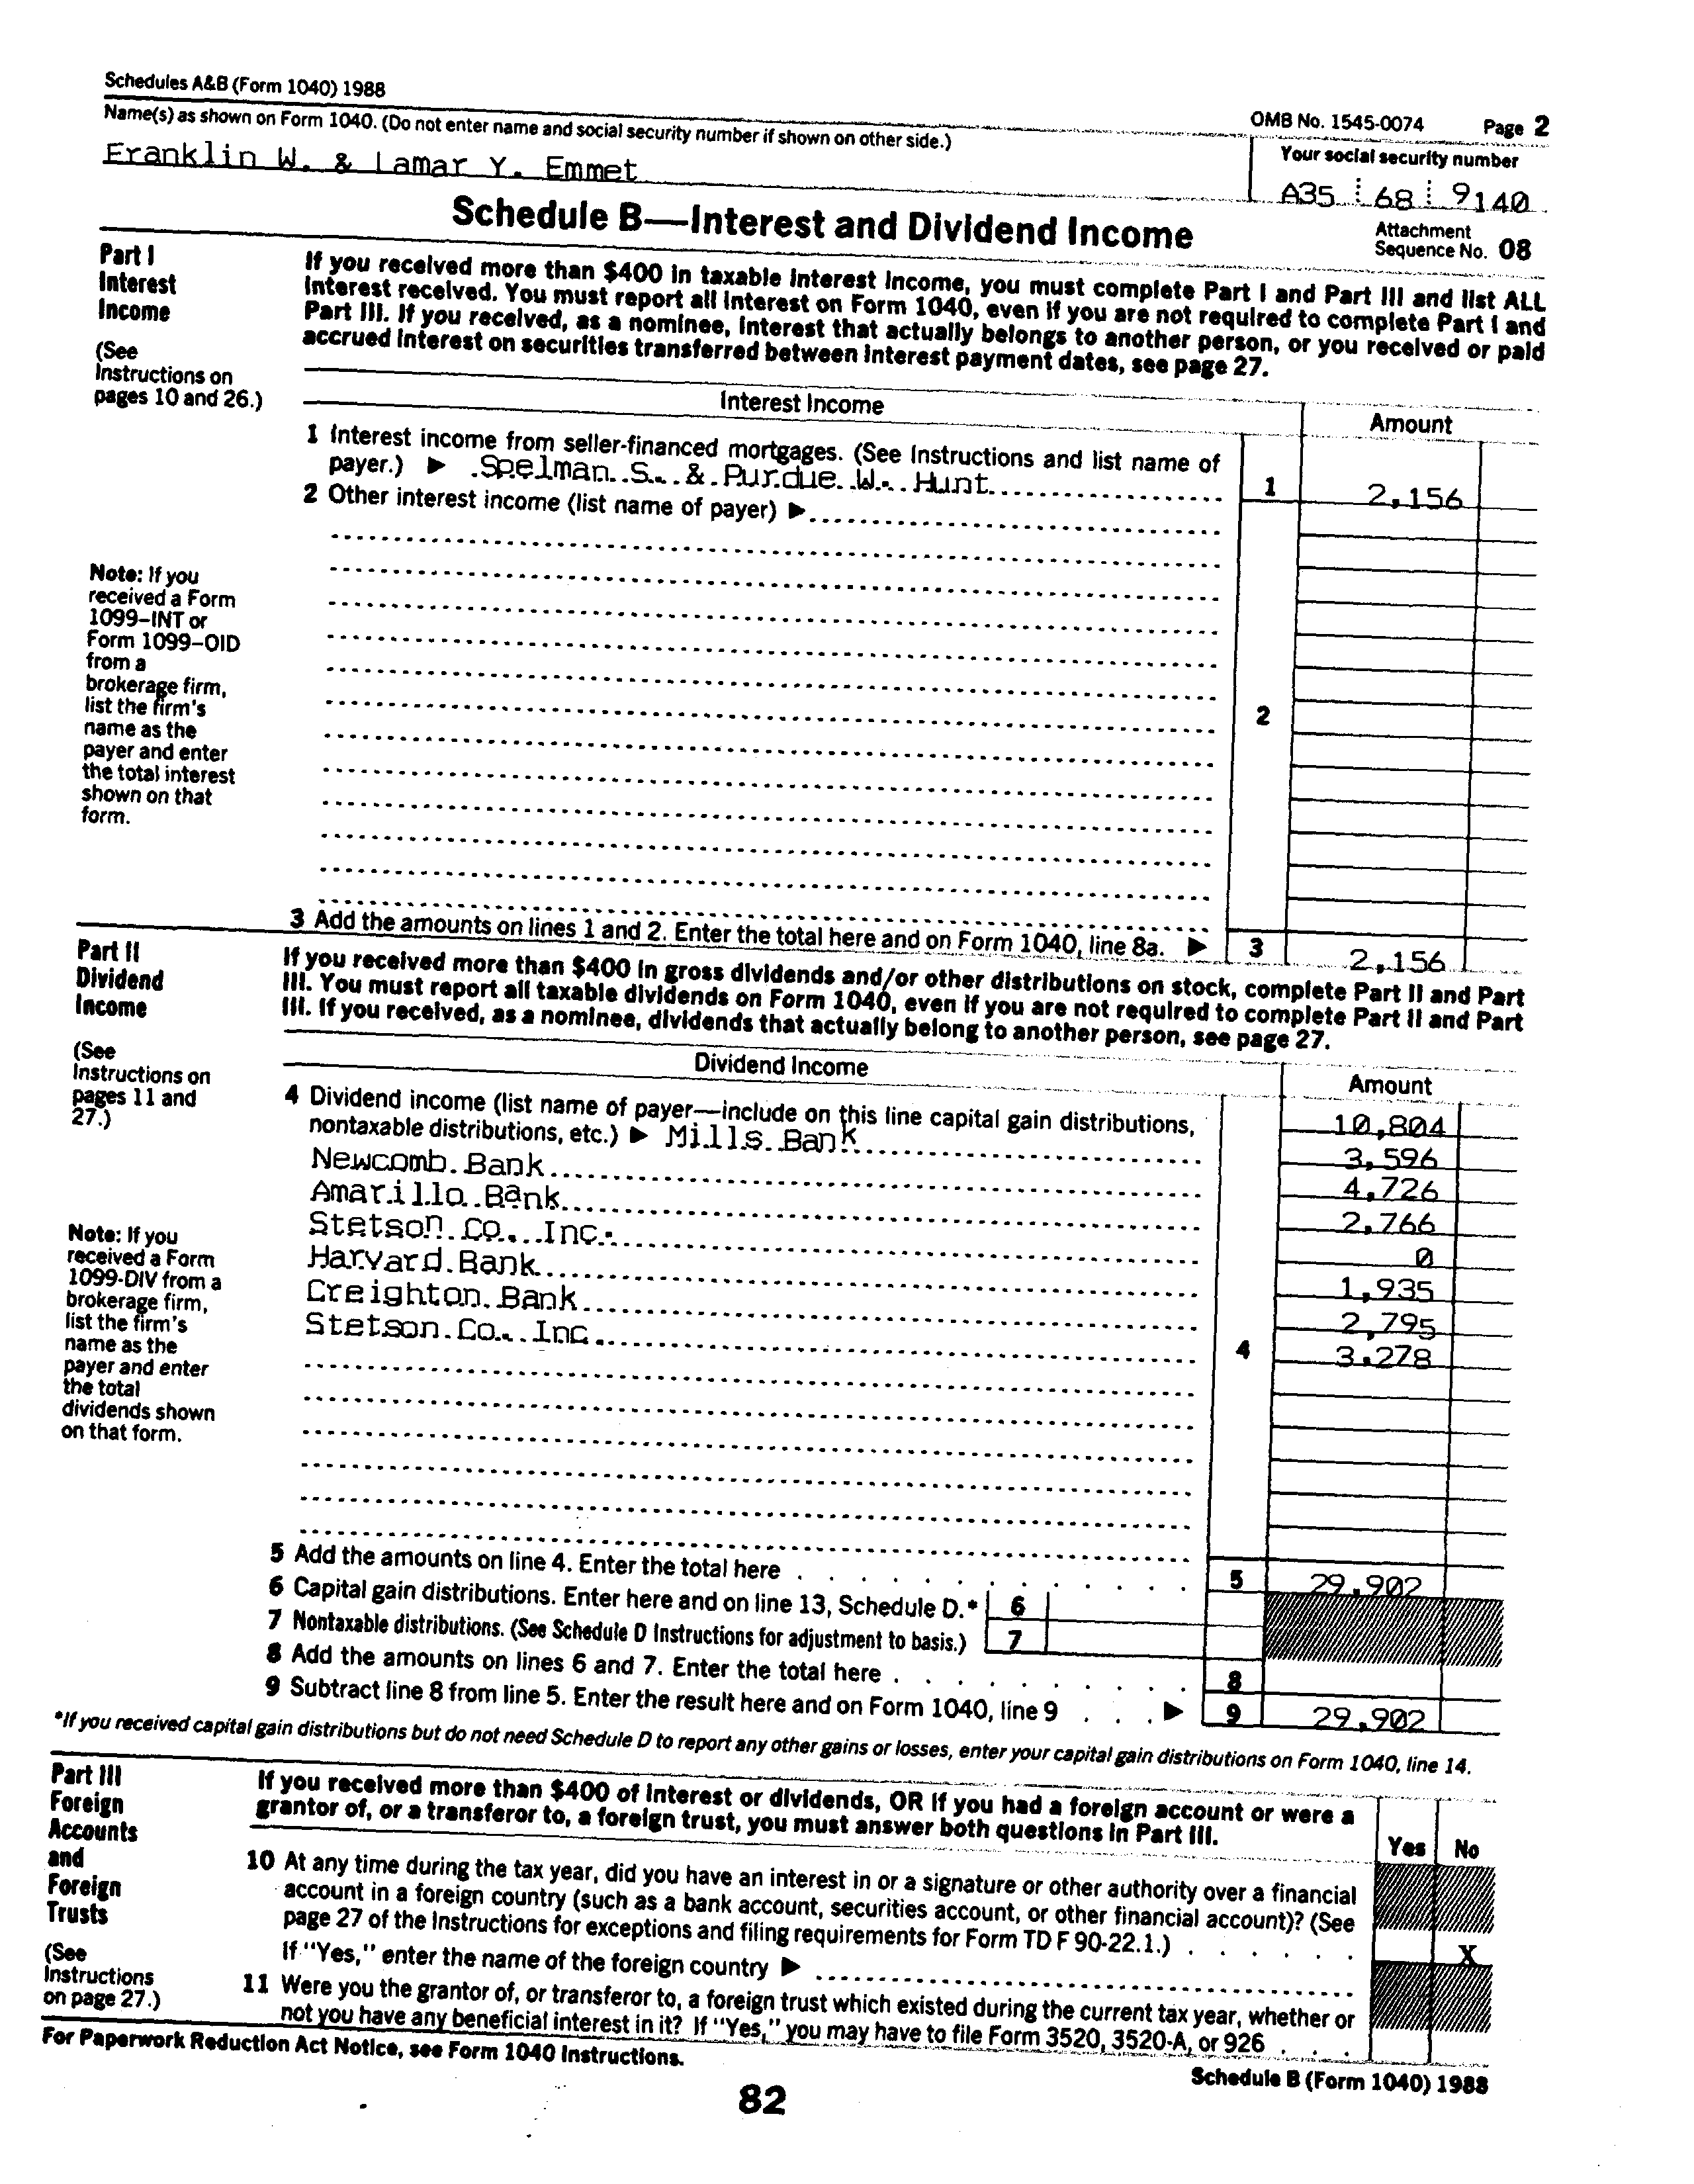 Schedules A&B (Form 1040) 1988
OMB No. 1545-0074 Page 2
Name(s) as shown on Form 1040. (Do not enter name and social security number if shown on other side.)
Your social security number
Franklin W. & Lamar Y. Emmet
A35 68 9140
Schedule B—Interest and Dividend Income
Attachment
Sequence No. 08
Part I
Interest
Income
(See
Instructions on
pages 10 and 26.)
If you received more than $400 in taxable interest income, you must complete Part I and Part III and list ALL
interest received. You must report all interest on Form 1040, even if you are not required to complete Part I and
Part III. If you received, as a nominee, interest that actually belongs to another person, or you received or paid
accrued interest on securities transferred between interest payment dates, see page 27.
Interest Income
Amount
1 Interest income from seller-financed mortgages. (See Instructions and list name of
payer.) ▶ Spelman S. & Purdue W. Hunt
1 2,156
2 Other interest income (list name of payer) ▶
Note: If you
received a Form
1099–INT or
Form 1099–OID
from a
brokerage firm,
list the firm's
name as the
payer and enter
the total interest
shown on that
form.
2
3 Add the amounts on lines 1 and 2. Enter the total here and on Form 1040, line 8a. ▶ 3 2,156
Part II
Dividend
Income
(See
Instructions on
pages 11 and
27.)
If you received more than $400 in gross dividends and/or other distributions on stock, complete Part II and Part
III. You must report all taxable dividends on Form 1040, even if you are not required to complete Part II and Part
III. If you received, as a nominee, dividends that actually belong to another person, see page 27.
Dividend Income
Amount
4 Dividend income (list name of payer—include on this line capital gain distributions,
nontaxable distributions, etc.) ▶ Mills Bank
10,804
Newcomb Bank
3,596
Amarillo Bank
4,726
Stetson Co., Inc.
2,766
Harvard Bank
0
Creighton Bank
1,935
Stetson Co., Inc.
2,795
4 3,278
Note: If you
received a Form
1099-DIV from a
brokerage firm,
list the firm's
name as the
payer and enter
the total
dividends shown
on that form.
5 Add the amounts on line 4. Enter the total here 5 29,902
6 Capital gain distributions. Enter here and on line 13, Schedule D.* 6
7 Nontaxable distributions. (See Schedule D Instructions for adjustment to basis.) 7
8 Add the amounts on lines 6 and 7. Enter the total here 8
9 Subtract line 8 from line 5. Enter the result here and on Form 1040, line 9 ▶ 9 29,902
*If you received capital gain distributions but do not need Schedule D to report any other gains or losses, enter your capital gain distributions on Form 1040, line 14.
Part III
Foreign
Accounts
and
Foreign
Trusts
(See
Instructions
on page 27.)
If you received more than $400 of interest or dividends, OR if you had a foreign account or were a
grantor of, or a transferor to, a foreign trust, you must answer both questions in Part III.
Yes No
10 At any time during the tax year, did you have an interest in or a signature or other authority over a financial
account in a foreign country (such as a bank account, securities account, or other financial account)? (See
page 27 of the Instructions for exceptions and filing requirements for Form TD F 90-22.1.)
X
If "Yes," enter the name of the foreign country ▶
11 Were you the grantor of, or transferor to, a foreign trust which existed during the current tax year, whether or
not you have any beneficial interest in it? If "Yes," you may have to file Form 3520, 3520-A, or 926
For Paperwork Reduction Act Notice, see Form 1040 Instructions.
Schedule B (Form 1040) 1988
82